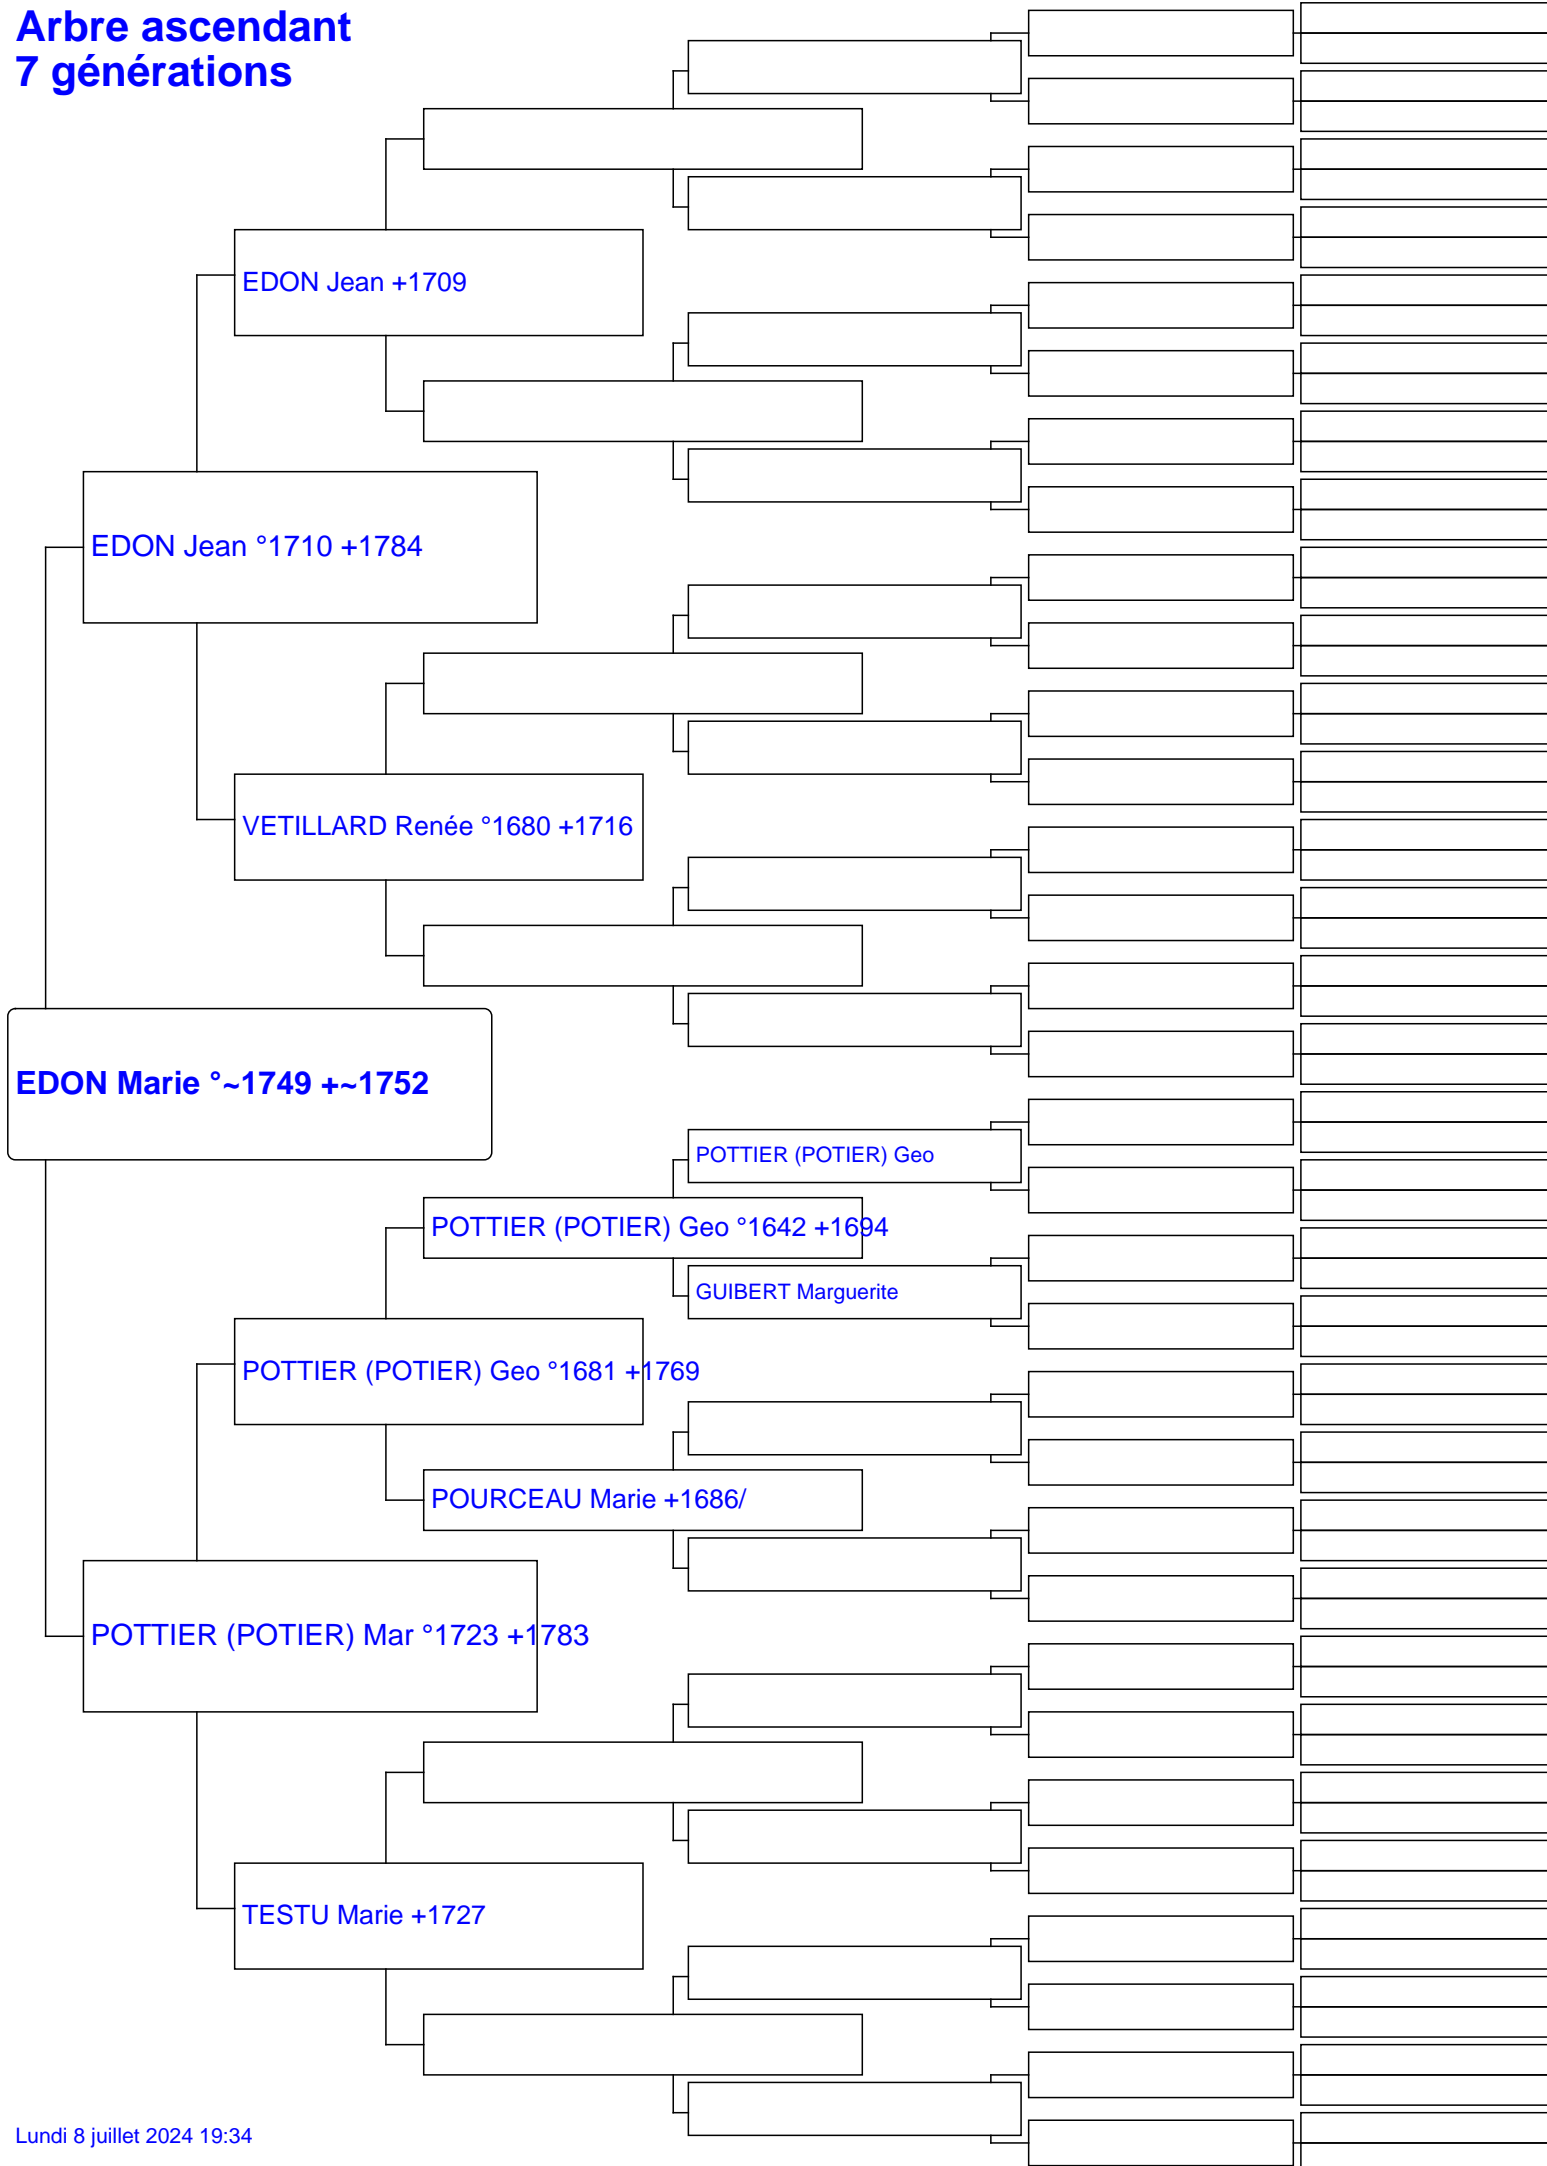 Arbre ascendant
7 générations
EDON Jean +1709
EDON Jean °1710 +1784
VETILLARD Renée °1680 +1716
EDON Marie °~1749 +~1752
POTTIER (POTIER) Geo
POTTIER (POTIER) Geo °1642 +1694
GUIBERT Marguerite
POTTIER (POTIER) Geo °1681 +1769
POURCEAU Marie +1686/
POTTIER (POTIER) Mar °1723 +1783
TESTU Marie +1727
Lundi 8 juillet 2024 19:34